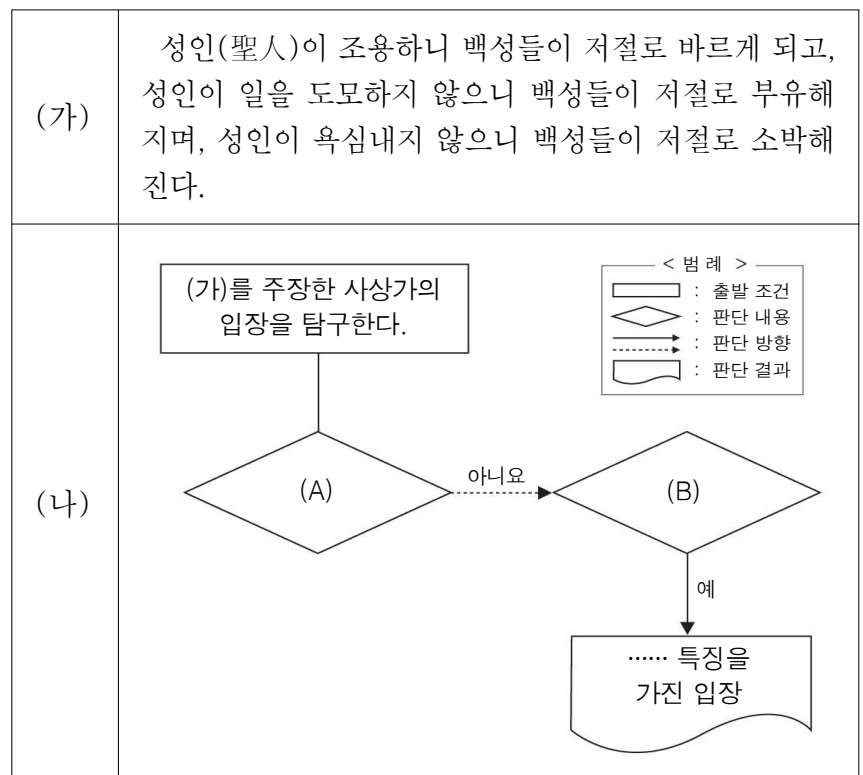 (가)
성인(聖人)이 조용하니 백성들이 저절로 바르게 되고,
성인이 일을 도모하지 않으니 백성들이 저절로 부유해
지며, 성인이 욕심내지 않으니 백성들이 저절로 소박해
진다.
(나)
(가)를 주장한 사상가의
입장을 탐구한다.
< 범 례 >
: 출발 조건
: 판단 내용
: 판단 방향
: 판단 결과
(A)
아니요
(B)
예
…… 특징을
가진 입장